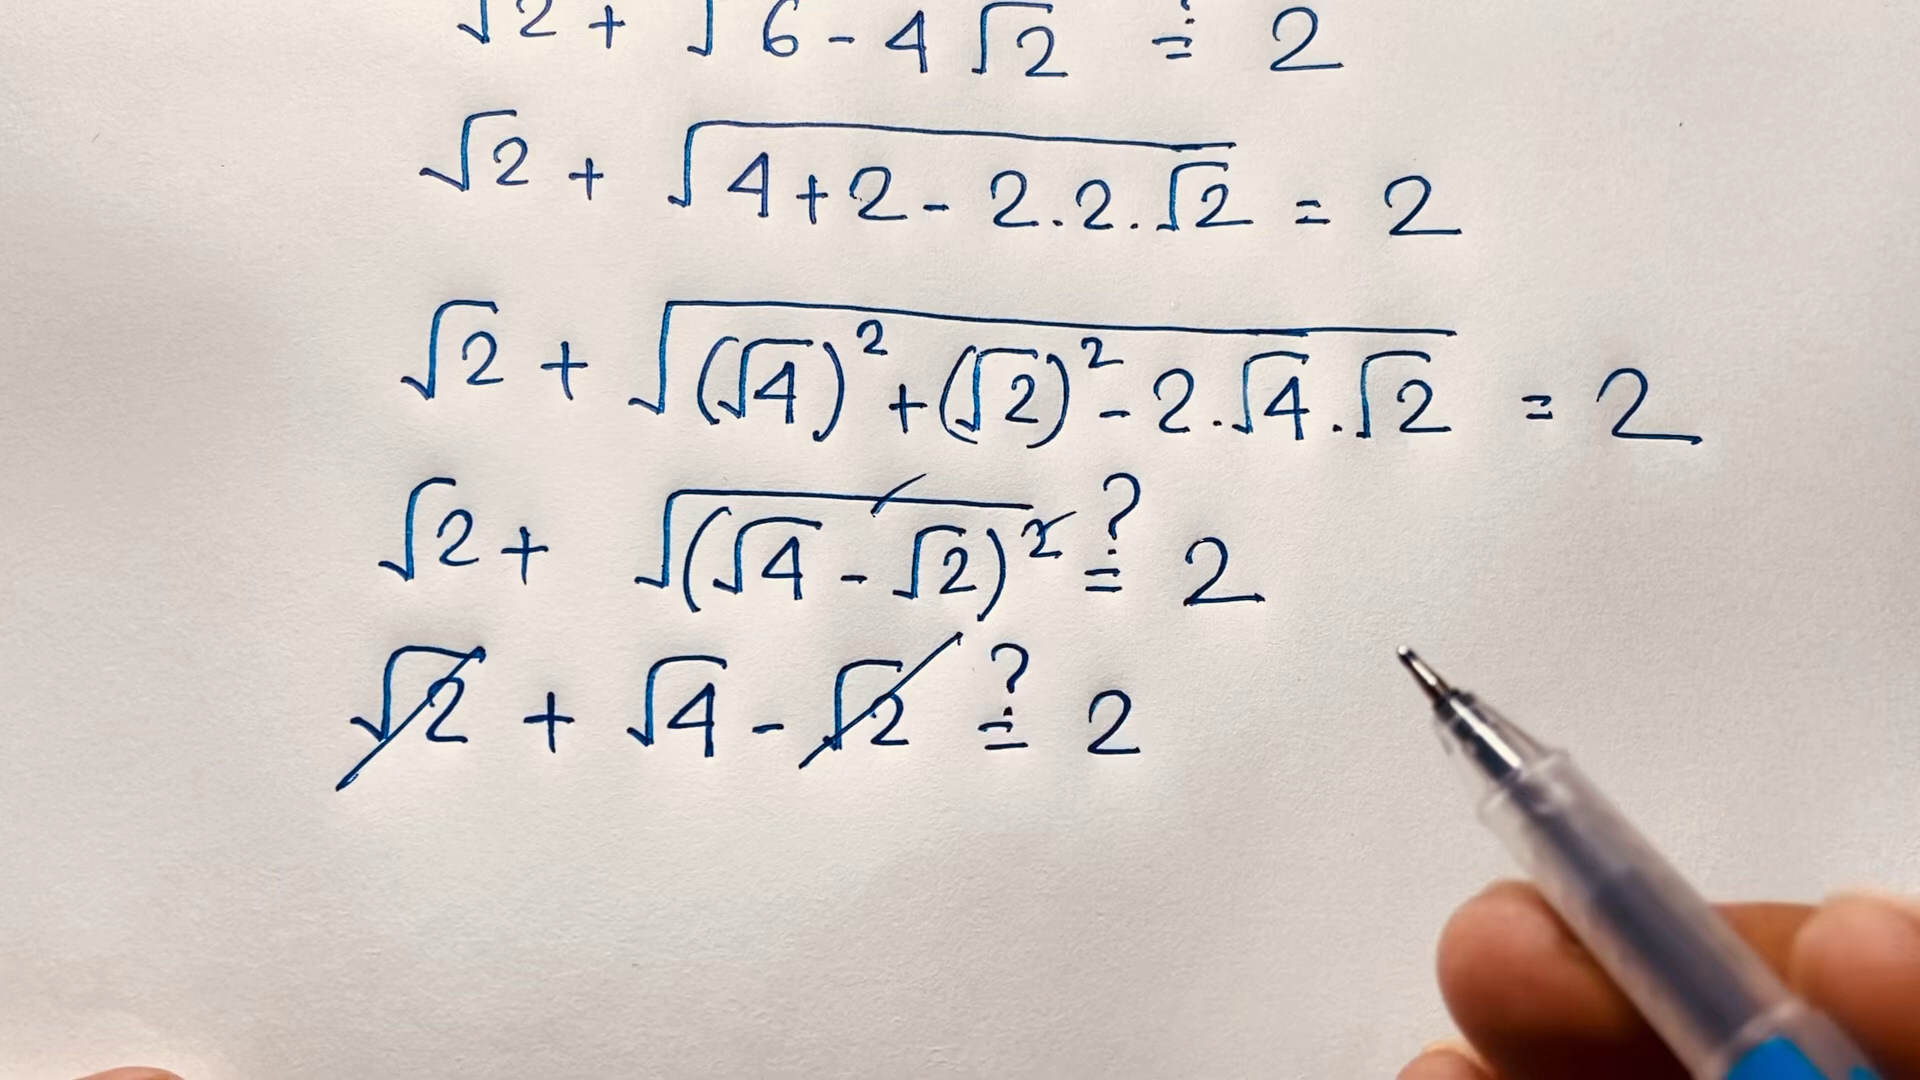 √2 + √6 - 4√2 ≟ 2
√2 + √(4+2-2.2.√2) = 2
√2 + √((√4)² + (√2)² - 2.√4.√2) = 2
√2 + √((√4 - √2)²) ≟ 2
√2 + √4 - √2 ≟ 2